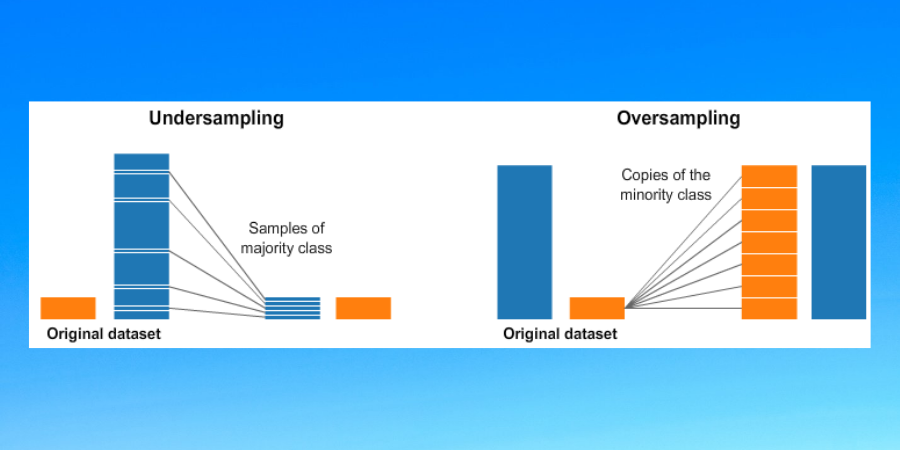 Undersampling
Samples of
majority class
Original dataset
Oversampling
Copies of the
minority class
Original dataset